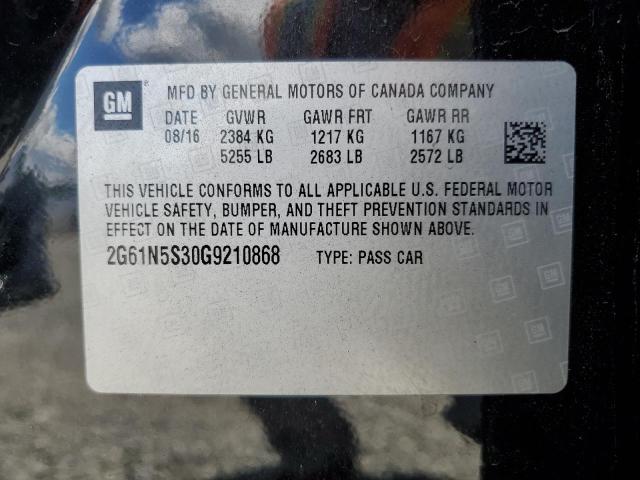 GM MFD BY GENERAL MOTORS OF CANADA COMPANY
DATE GVWR GAWR FRT GAWR RR
08/16 2384 KG 1217 KG 1167 KG
5255 LB 2683 LB 2572 LB
THIS VEHICLE CONFORMS TO ALL APPLICABLE U.S. FEDERAL MOTOR
VEHICLE SAFETY, BUMPER, AND THEFT PREVENTION STANDARDS IN
EFFECT ON THE DATE OF MANUFACTURE SHOWN ABOVE.
2G61N5S30G9210868 TYPE: PASS CAR